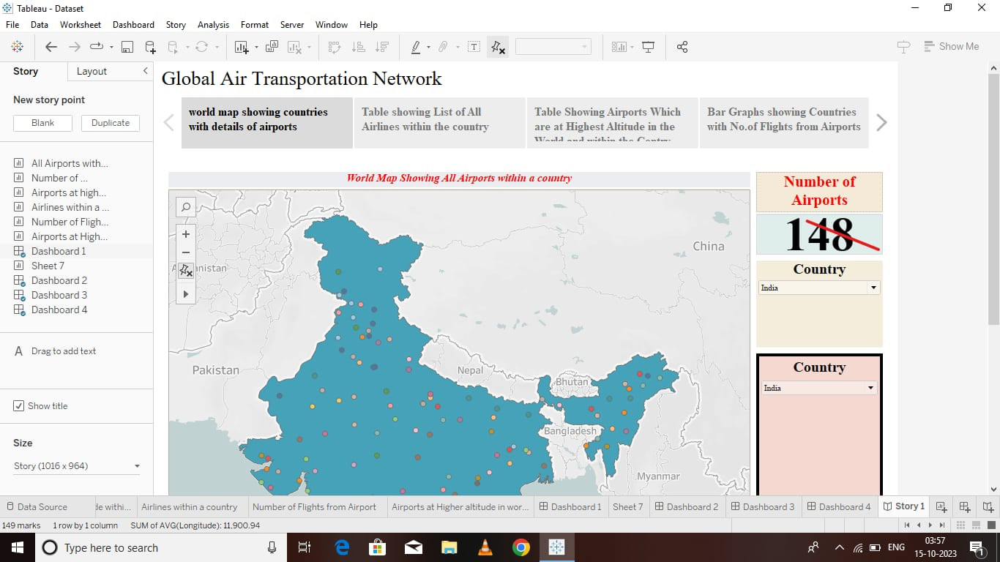 Tableau - Dataset
File Data Worksheet Dashboard Story Analysis Format Server Window Help
Show Me
Story Layout
New story point
Blank Duplicate
All Airports with...
Number of ...
Airports at high...
Airlines within a ...
Number of Fligh...
Airports at High...
Dashboard 1
Sheet 7
Dashboard 2
Dashboard 3
Dashboard 4
A Drag to add text
Show title
Size
Story (1016 x 964)
Global Air Transportation Network
world map showing countries
with details of airports
Table showing List of All
Airlines within the country
Table Showing Airports Which
are at Highest Altitude in the
World and within the Contry
Bar Graphs showing Countries
with No.of Flights from Airports
World Map Showing All Airports within a country
nistan
Pakistan
China
Nepal
Bhutan
Bangladesh
Myanmar
Number of
Airports
148
Country
India
Country
India
Data Source de withi... Airlines within a country Number of Flights from Airport Airports at Higher altitude in wor... Dashboard 1 Sheet 7 Dashboard 2 Dashboard 3 Dashboard 4 Story 1
149 marks 1 row by 1 column SUM of AVG(Longitude): 11,900.94
Type here to search
ENG
03:57
15-10-2023
1